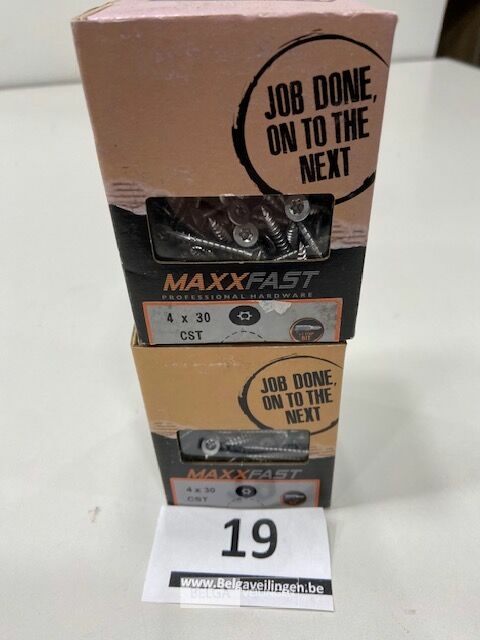 JOB DONE,
ON TO THE
NEXT
MAXXFAST
PROFESSIONAL HARDWARE
4 x 30
CST
JOB DONE,
ON TO THE
NEXT
MAXXFAST
4 x 30
CST
19
www.Belgaveilingen.be
BELGA